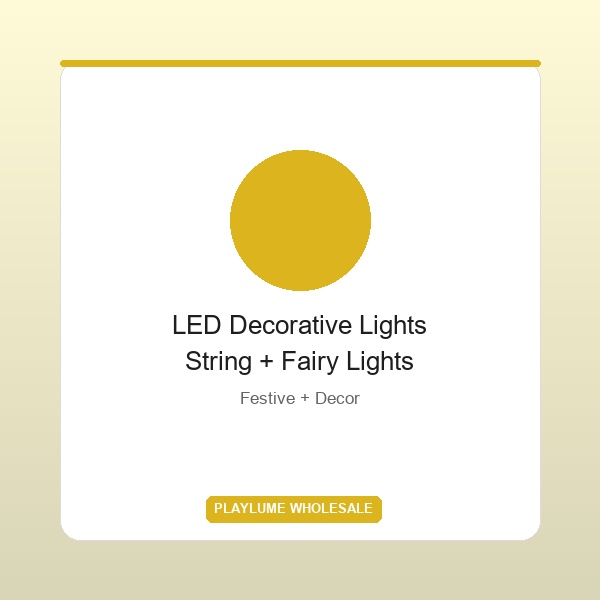 LED Decorative Lights
String + Fairy Lights
Festive + Decor
PLAYLUME WHOLESALE